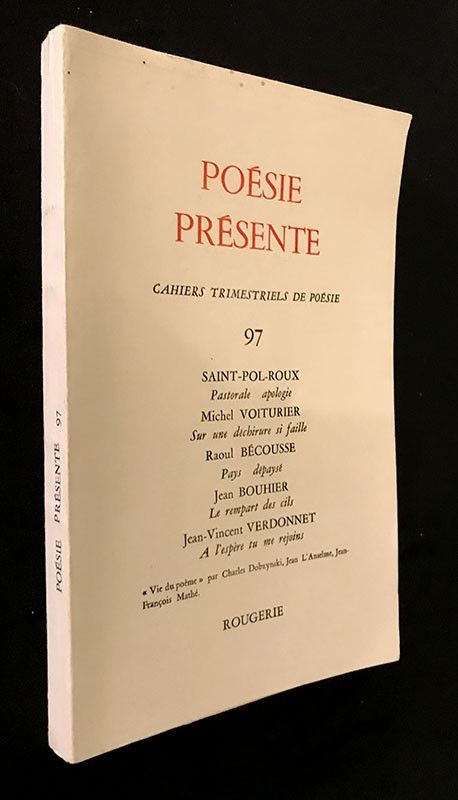 POÉSIE
PRÉSENTE
CAHIERS TRIMESTRIELS DE POÉSIE
97
SAINT-POL-ROUX
Pastorale apologie
Michel VOITURIER
Sur une déchirure si faille
Raoul BÉCOUSSE
Pays dépaysé
Jean BOUHIER
Le rempart des cils
Jean-Vincent VERDONNET
A l'espère tu me rejoins
« Vie du poème » par Charles Dobzynski, Jean L'Anselme, Jean-
François Mathé.
ROUGERIE
POÉSIE PRÉSENTE 97